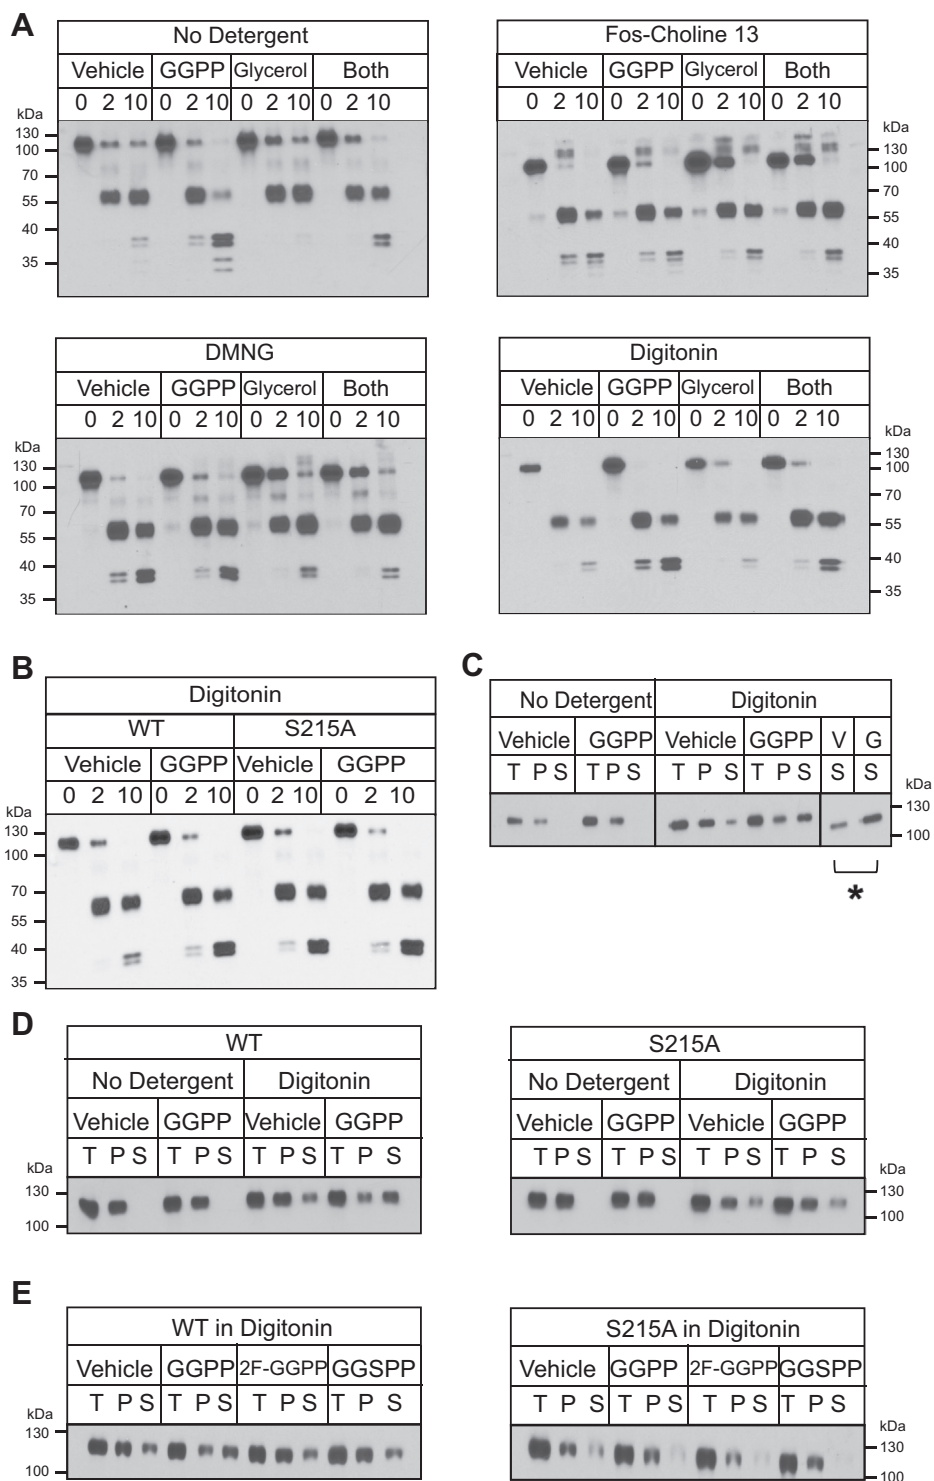 A
No Detergent
Vehicle GGPP Glycerol Both
0 2 10 0 2 10 0 2 10 0 2 10
kDa
130
100
70
55
40
35
Fos-Choline 13
Vehicle GGPP Glycerol Both
0 2 10 0 2 10 0 2 10 0 2 10
kDa
130
100
70
55
40
35
DMNG
Vehicle GGPP Glycerol Both
0 2 10 0 2 10 0 2 10 0 2 10
kDa
130
100
70
55
40
35
Digitonin
Vehicle GGPP Glycerol Both
0 2 10 0 2 10 0 2 10 0 2 10
kDa
130
100
70
55
40
35
B
Digitonin
WT S215A
Vehicle GGPP Vehicle GGPP
0 2 10 0 2 10 0 2 10 0 2 10
kDa
130
100
70
55
40
35
C
No Detergent Digitonin
Vehicle GGPP Vehicle GGPP V G
T P S T P S T P S T P S S S
kDa
130
100
*
D
WT
No Detergent Digitonin
Vehicle GGPP Vehicle GGPP
T P S T P S T P S T P S
kDa
130
100
S215A
No Detergent Digitonin
Vehicle GGPP Vehicle GGPP
T P S T P S T P S T P S
kDa
130
100
E
WT in Digitonin
Vehicle GGPP 2F-GGPP GGSPP
T P S T P S T P S T P S
kDa
130
100
S215A in Digitonin
Vehicle GGPP 2F-GGPP GGSPP
T P S T P S T P S T P S
kDa
130
100